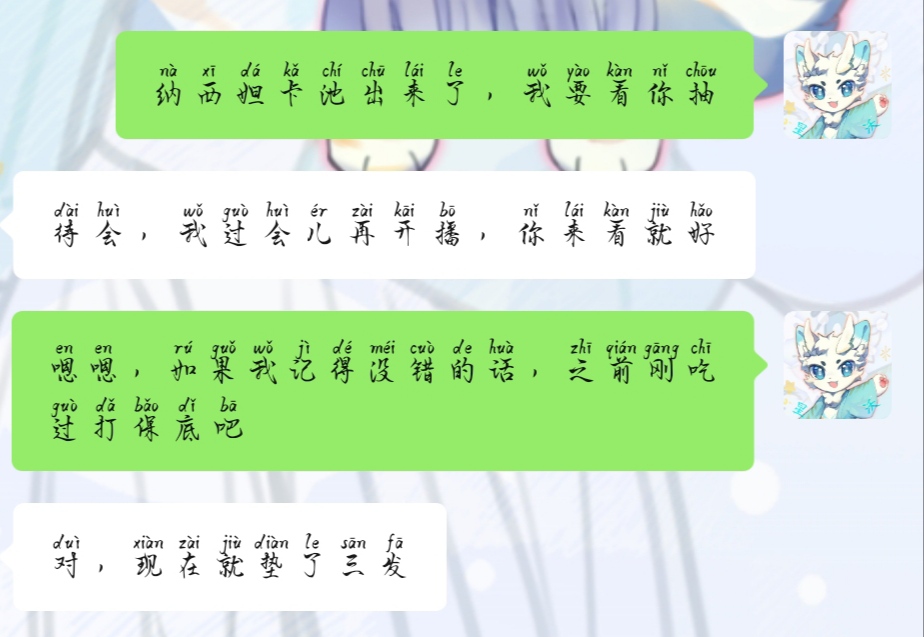 nà xī dá kǎ chí chū lái le wǒ yào kàn nǐ chōu
纳西妲卡池出来了，我要看你抽
dài huì wǒ guò huì ér zài kāi bō nǐ lái kàn jiù hǎo
待会，我过会儿再开播，你来看就好
en en rú guǒ wǒ jì dé méi cuò de huà zhī qián gāng chī
嗯嗯，如果我记得没错的话，之前刚吃
guò dǎ bǎo dǐ bā
过打保底吧
duì xiàn zài jiù diàn le sān fā
对，现在就垫了三发